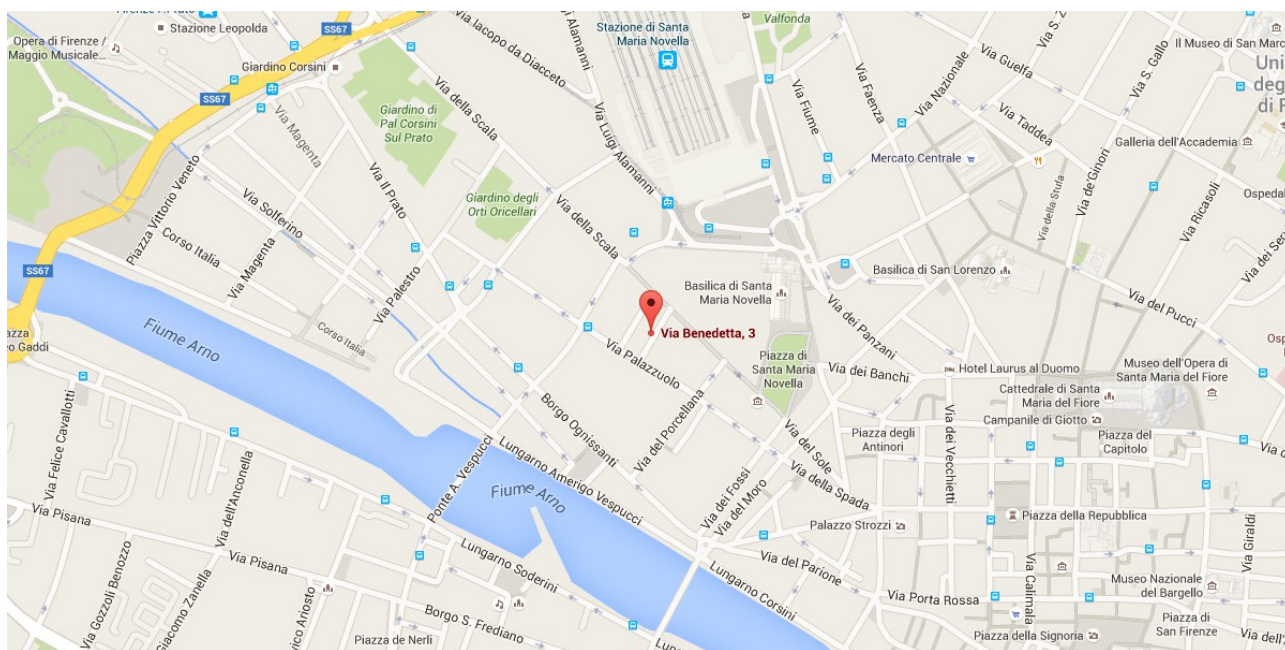 Stazione Leopolda
Opera di Firenze /
Maggio Musicale...
Giardino Corsini
SS67
SS67
SS67
Via Magenta
Giardino di
Pal Corsini
Sul Prato
Via Iacopo da Diacceto
Via della Scala
Via Luigi Alamanni
Stazione di Santa
Maria Novella
Valfonda
Via Fiume
Via Faenza
Via Nazionale
Via Guelfa
Via S. Gallo
Il Museo di San Marc
Uni
deg
di F
Via Taddea
Galleria dell'Accademia
Mercato Centrale
Via de'Ginori
Via della Stufa
Via Ricasoli
Ospedal
Via dei Ser
Piazza Vittorio Veneto
Via Solferino
Via Il Prato
Giardino degli
Orti Oricellari
Via della Scala
Corso Italia
Via Magenta
Via Palestro
Corso Italia
Basilica di Santa
Maria Novella
Basilica di San Lorenzo
Via dei Panzani
Via del Pucci
Via Benedetta, 3
Via Palazzuolo
Piazza di
Santa Maria
Novella
Via dei Banchi
Hotel Laurus al Duomo
Museo dell'Opera di
Santa Maria del Fiore
Cattedrale di Santa
Maria del Fiore
Campanile di Giotto
Piazza del
Capitolo
Fiume Arno
Via Felice Cavallotti
Via dell'Anconella
Borgo Ognissanti
Via del Porcellana
Via del Sole
Via della Spada
Piazza degli
Antinori
Via dei Vecchietti
Ponte A. Vespucci
Lungarno Amerigo Vespucci
Fiume Arno
Via dei Fossi
Via del Moro
Palazzo Strozzi
Piazza della Repubblica
Via Giraldi
Via Pisana
Via Pisana
Lungarno Soderini
Via del Parione
Lungarno Corsini
Via Porta Rossa
Via Calimala
Museo Nazionale
del Bargello
Via Gozzoli Benozzo
Giacomo Zanella
Borgo S. Frediano
Piazza de Nerli
Piazza della Signoria
Piazza di
San Firenze
Via dell'